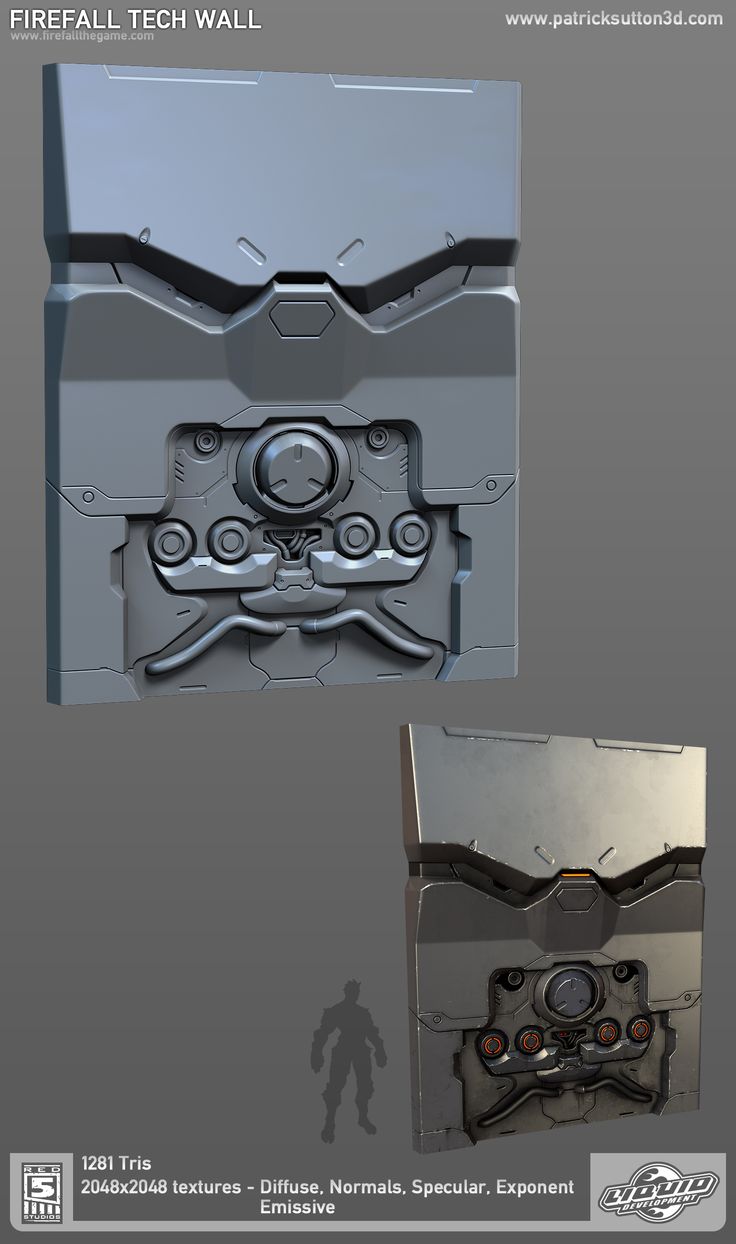 FIREFALL TECH WALL
www.firefallthegame.com
www.patricksutton3d.com
RED
5
STUDIOS
1281 Tris
2048x2048 textures - Diffuse, Normals, Specular, Exponent
Emissive
LIQUID
DEVELOPMENT